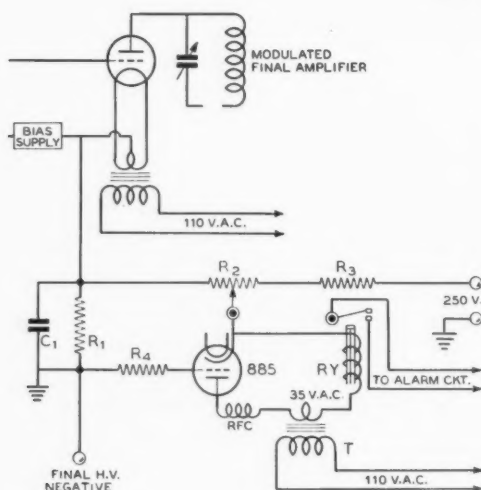 MODULATED
FINAL AMPLIFIER
BIAS
SUPPLY
110 V.A.C.
R2
R3
250 V.
C1
R1
R4
885
RY
35 V.A.C.
TO ALARM CKT.
RFC
T
FINAL H.V.
NEGATIVE
110 V.A.C.